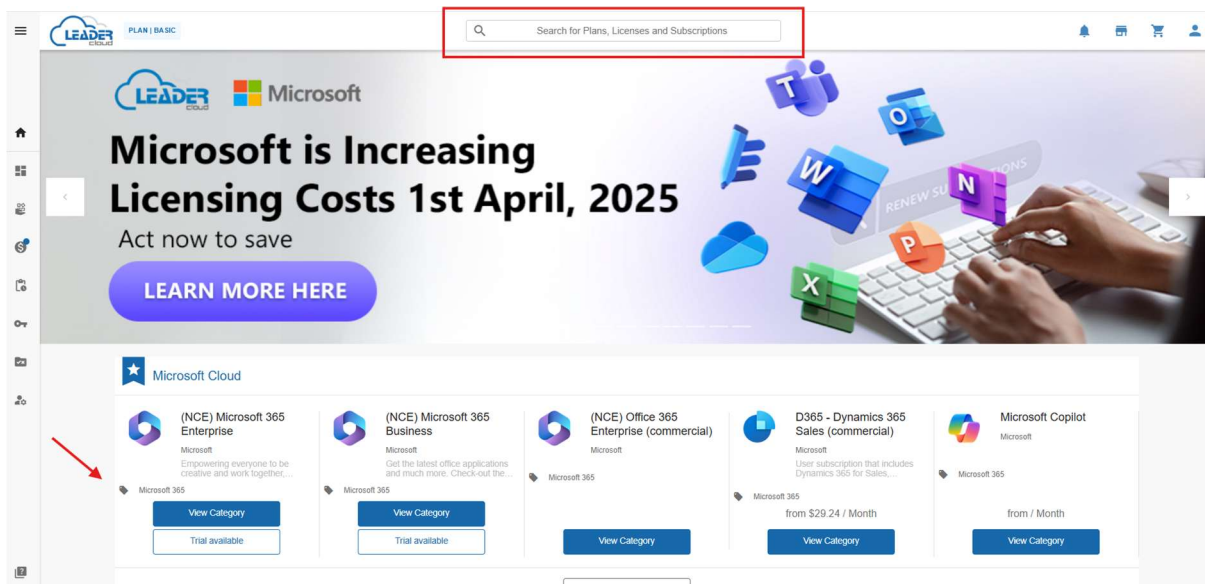 LEADER
cloud
PLAN | BASIC
Search for Plans, Licenses and Subscriptions
LEADER
cloud
Microsoft
Microsoft is Increasing
Licensing Costs 1st April, 2025
Act now to save
LEARN MORE HERE
T
O
W
N
P
X
Microsoft Cloud
(NCE) Microsoft 365
Enterprise
Microsoft
Empowering everyone to be
creative and work together,...
Microsoft 365
View Category
Trial available
(NCE) Microsoft 365
Business
Microsoft
Get the latest office applications
and much more. Check-out the...
Microsoft 365
View Category
Trial available
(NCE) Office 365
Enterprise (commercial)
Microsoft
Microsoft 365
View Category
D365 - Dynamics 365
Sales (commercial)
Microsoft
User subscription that includes
Dynamics 365 for Sales,...
Microsoft 365
from $29.24 / Month
View Category
Microsoft Copilot
Microsoft
Microsoft 365
from / Month
View Category